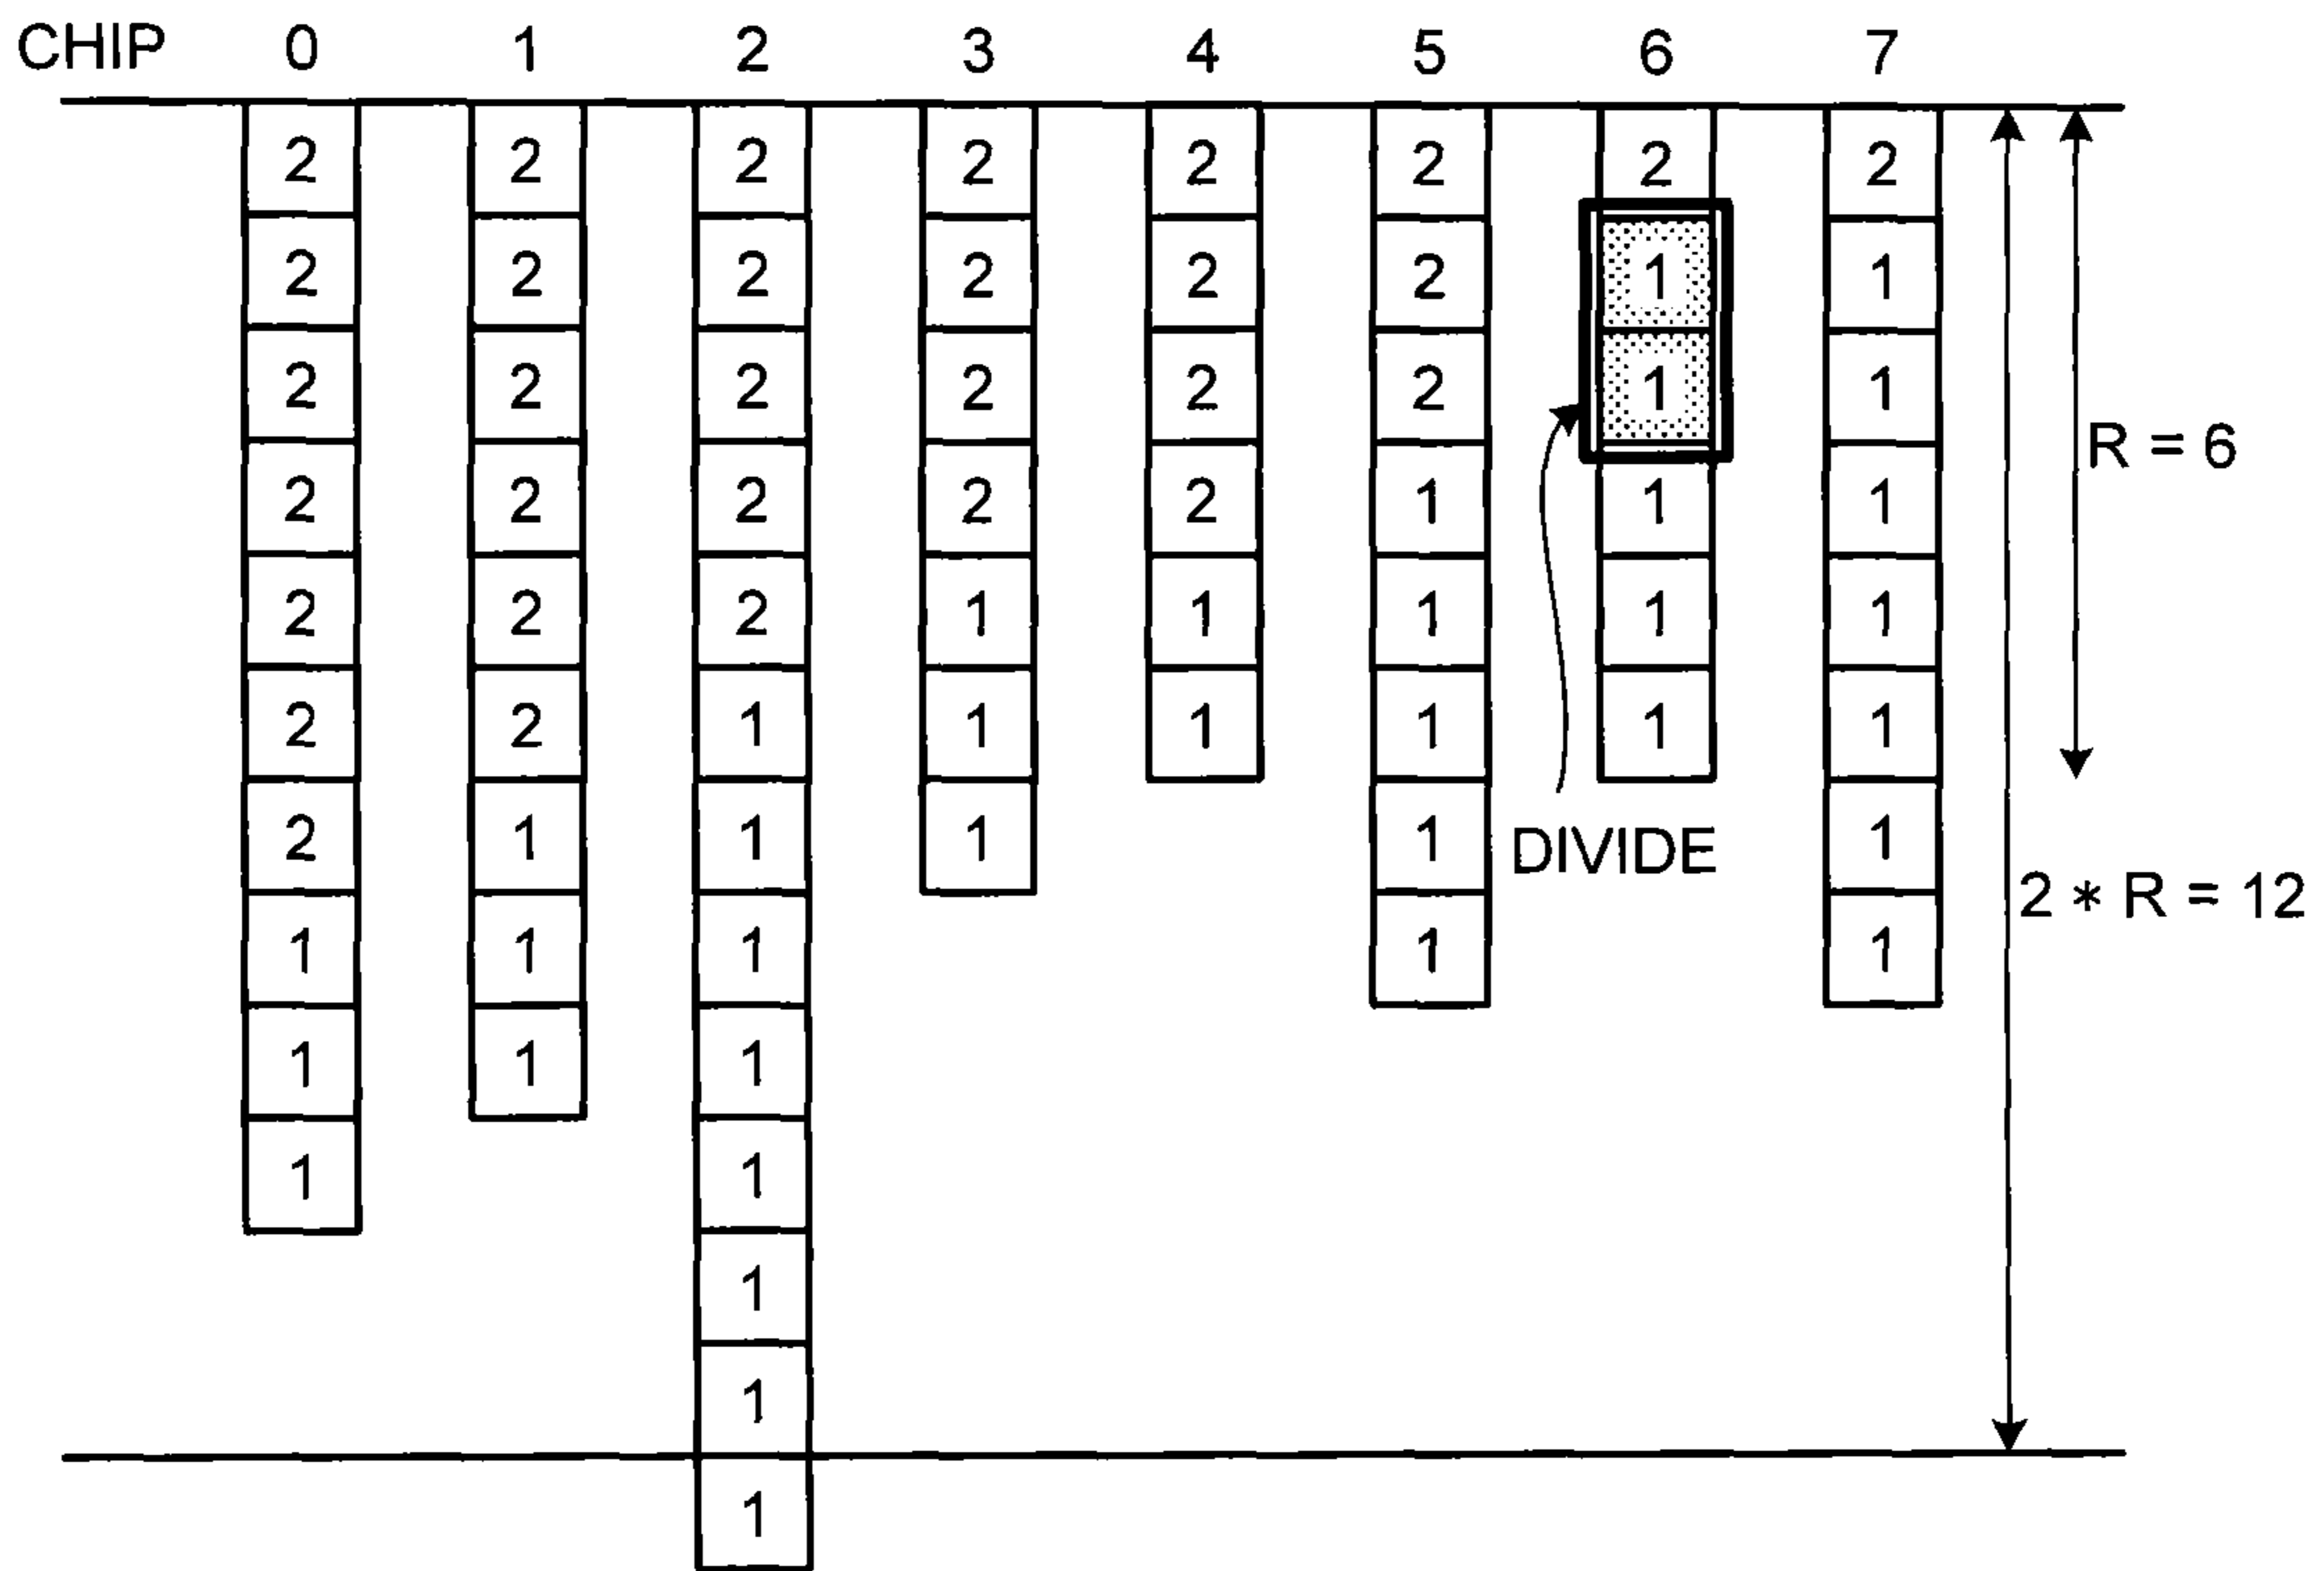 CHIP 0 1 2 3 4 5 6 7
2 2 2 2 2 2 2 2
2 2 2 2 2 2 1 1
2 2 2 2 2 2 1 1
R = 6
2 2 2 2 2 1 1 1
2 2 2 1 1 1 1 1
2 2 1 1 1 1 1 1
2 1 1 1 1 1
DIVIDE
2 * R = 12
1 1 1 1 1
1 1 1
1 1
1
1
1